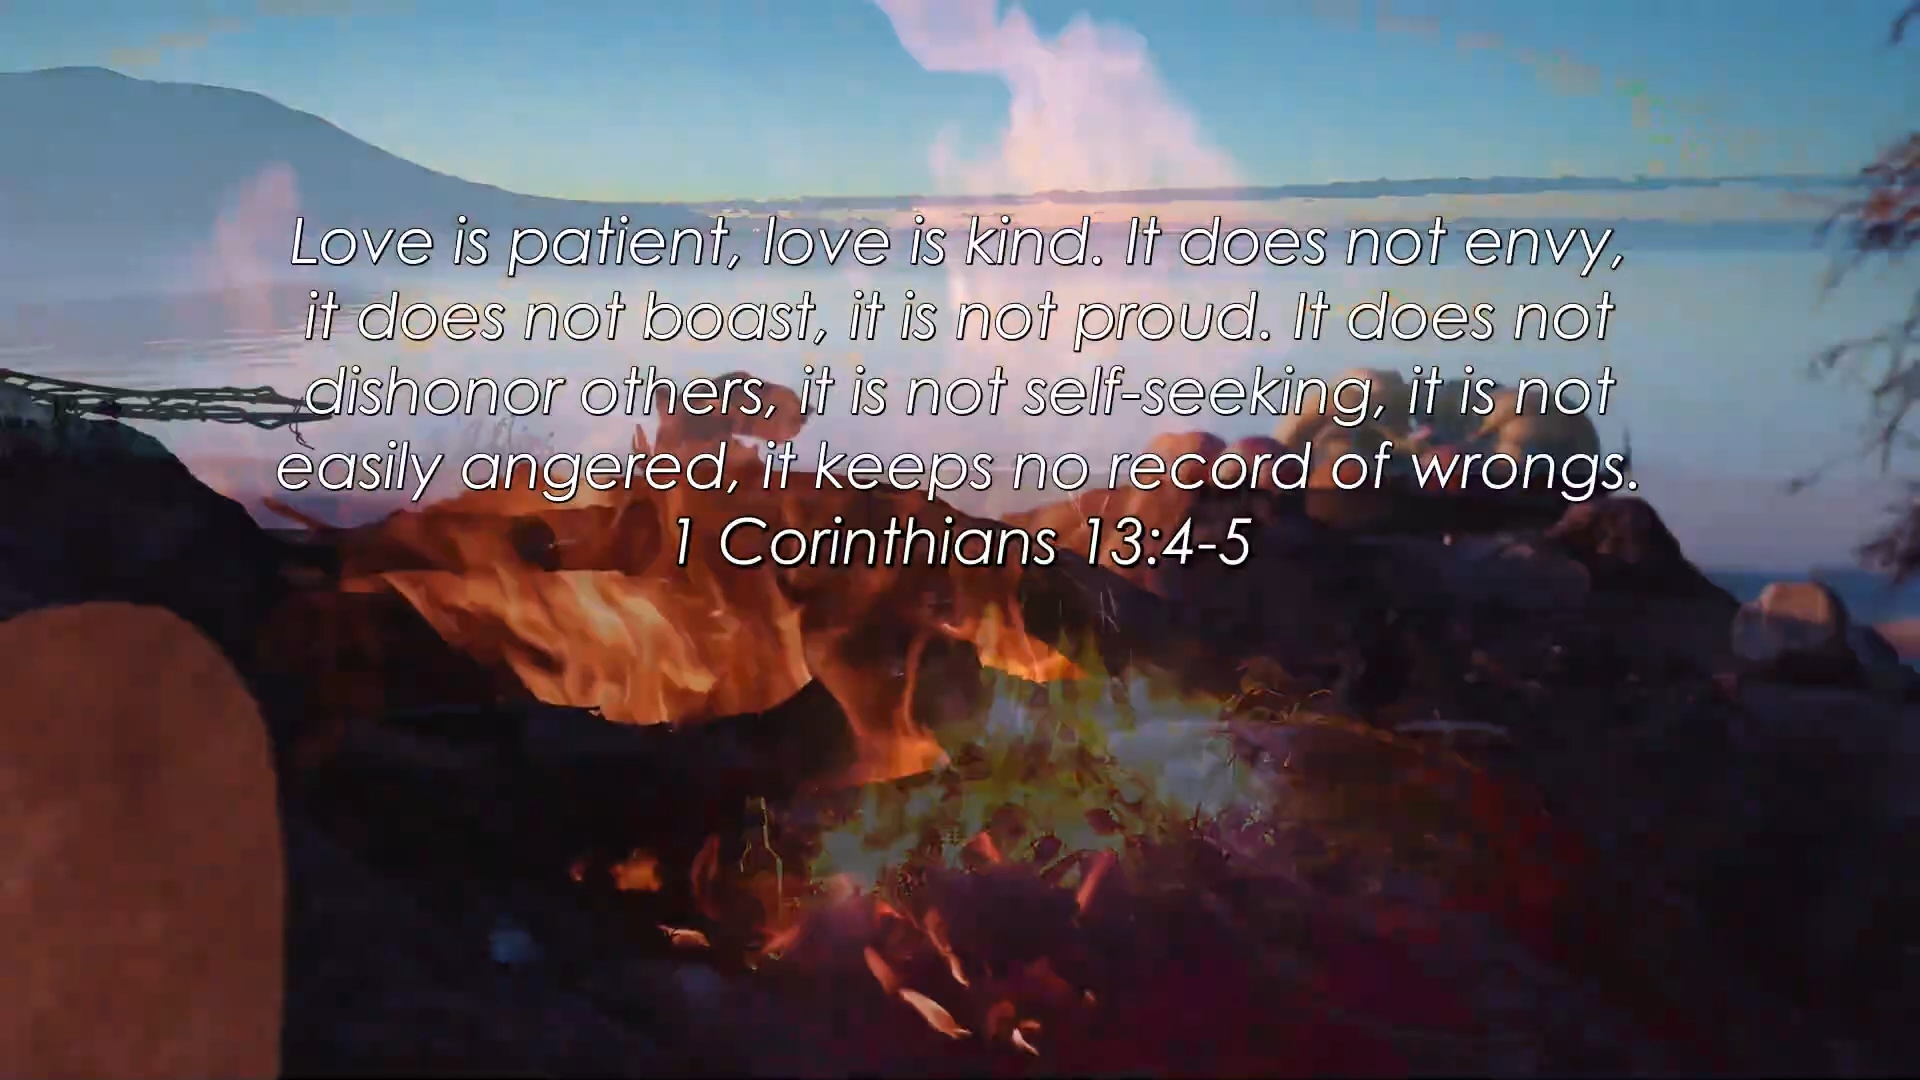 Love is patient, love is kind. It does not envy,
it does not boast, it is not proud. It does not
dishonor others, it is not self-seeking, it is not
easily angered, it keeps no record of wrongs.
1 Corinthians 13:4-5